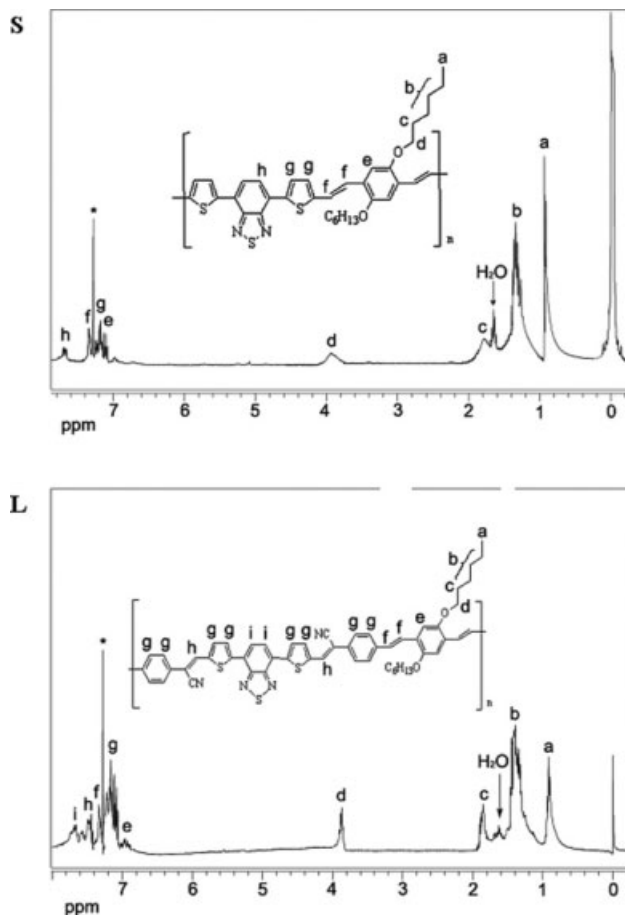 S
a
b
c
d
O
h
g g
f
e
f
S
S
N
S
N
C₆H₁₃O
n
*
a
b
H₂O
f
g
e
h
d
c
7 6 5 4 3 2 1 0
ppm
L
a
b
c
d
O
g g
h
g g
i i
g g
NC
g g
f f
e
CN
S
N
S
N
S
h
C₆H₁₃O
n
*
g
b
H₂O
a
d
c
i
h
f
e
7 6 5 4 3 2 1 0
ppm